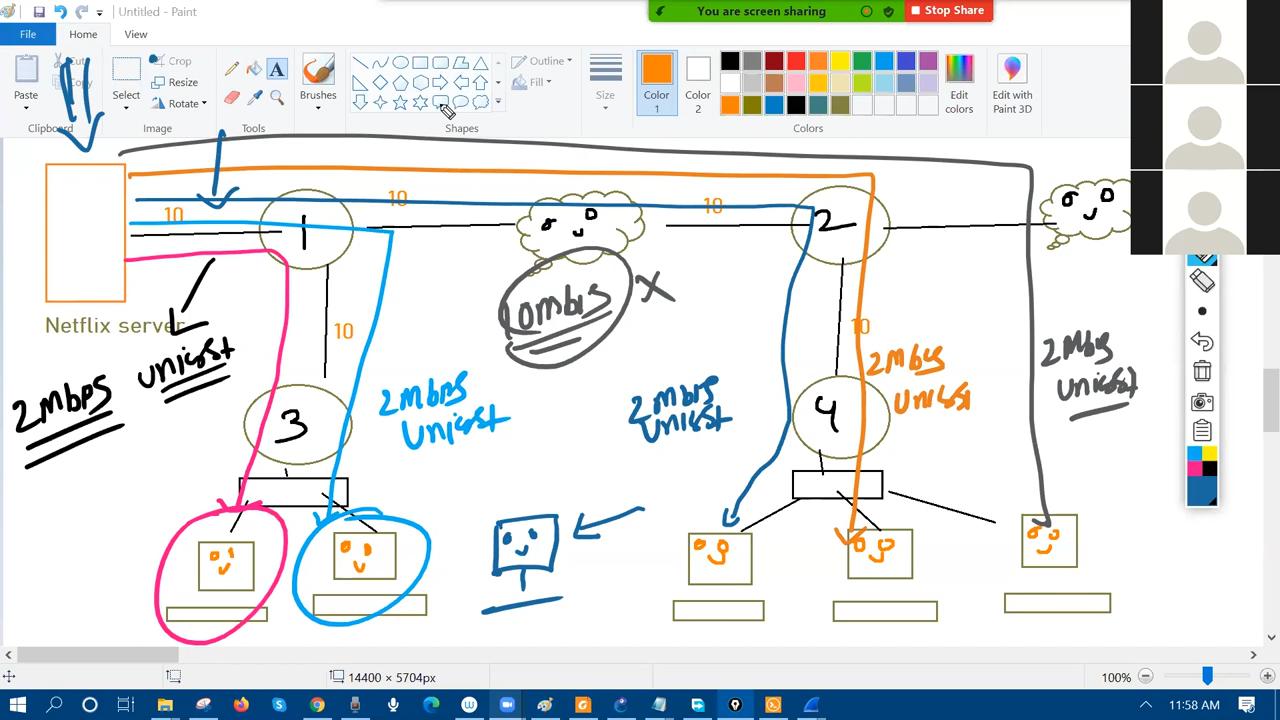 Untitled - Paint
You are screen sharing
Stop Share
File
Home
View
Paste
Cut
Copy
Clipboard
Select
Crop
Resize
Rotate
Image
A
Tools
Brushes
Outline
Fill
Shapes
Size
Color
1
Color
2
Edit
colors
Colors
Edit with
Paint 3D
10
10
10
1
2
Netflix server
10mbps
X
10
10
2Mbps
unicast
2Mbps
unicast
2Mbps
unicast
2Mbps
unicast
2Mbps
unicast
3
4
14400 × 5704px
100%
11:58 AM